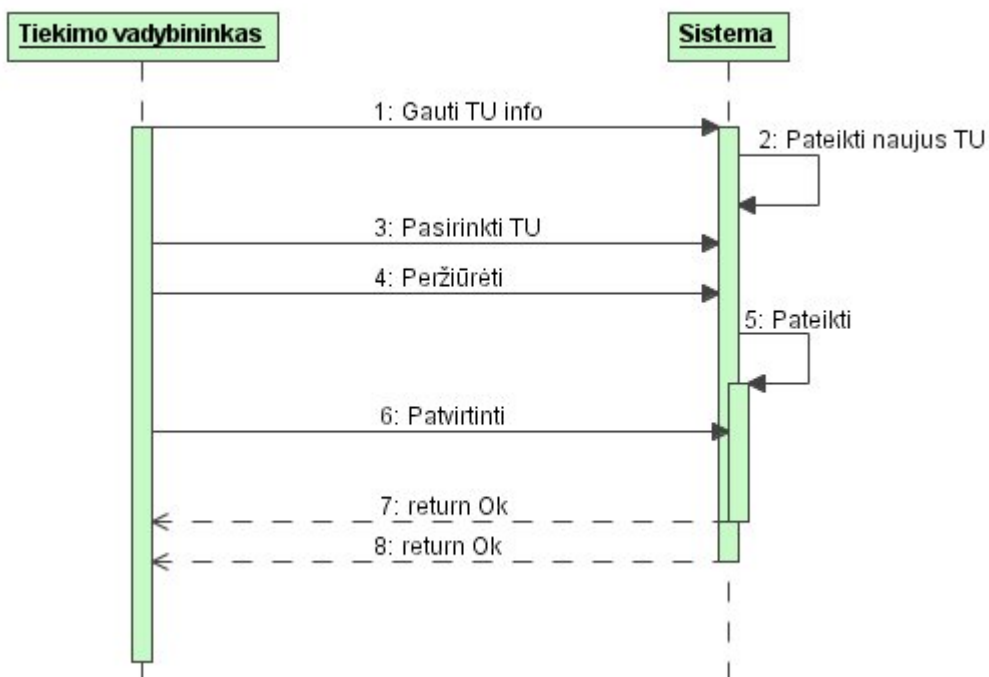 Tiekimo vadybininkas
Sistema
1: Gauti TU info
2: Pateikti naujus TU
3: Pasirinkti TU
4: Peržiūrėti
5: Pateikti
6: Patvirtinti
7: return Ok
8: return Ok